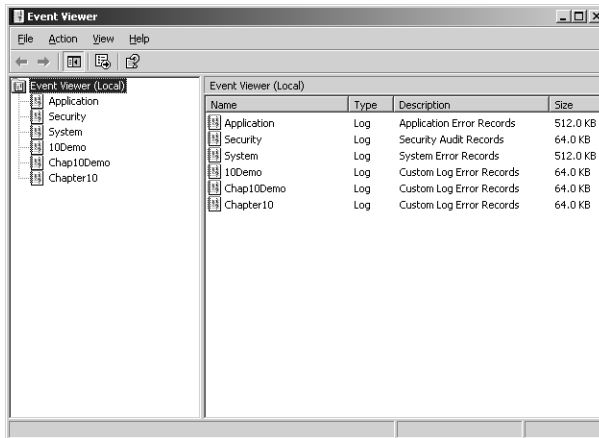 Event Viewer
File Action View Help
Event Viewer (Local)
Application
Security
System
10Demo
Chap10Demo
Chapter10
Event Viewer (Local)
Name Type Description Size
Application Log Application Error Records 512.0 KB
Security Log Security Audit Records 64.0 KB
System Log System Error Records 512.0 KB
10Demo Log Custom Log Error Records 64.0 KB
Chap10Demo Log Custom Log Error Records 64.0 KB
Chapter10 Log Custom Log Error Records 64.0 KB